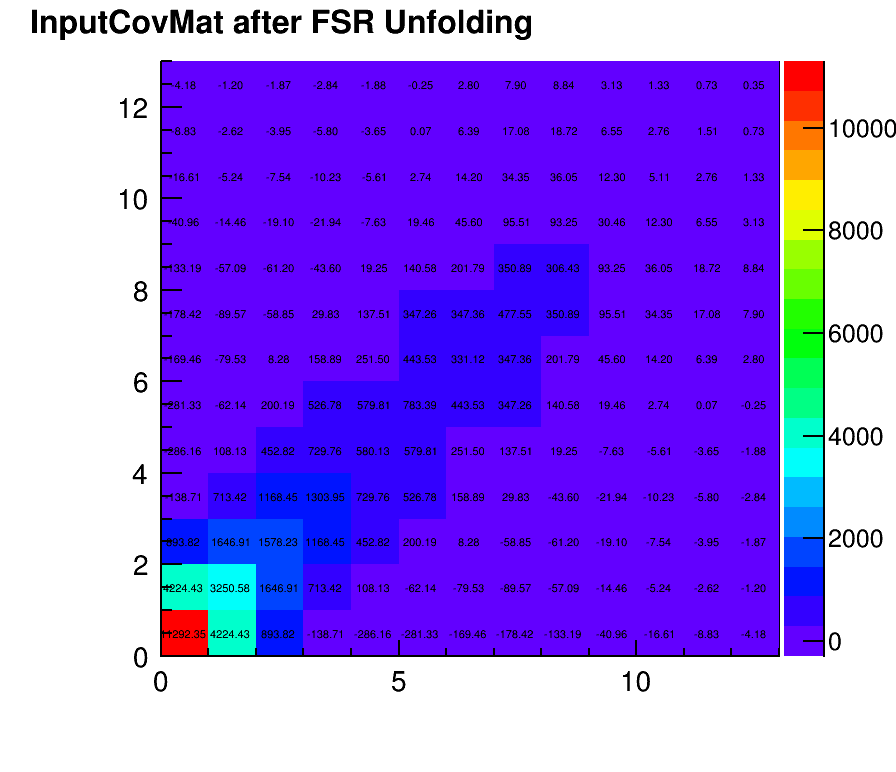 InputCovMat after FSR Unfolding
-4.18 -1.20 -1.87 -2.84 -1.88 -0.25 2.80 7.90 8.84 3.13 1.33 0.73 0.35
12
-8.83 -2.62 -3.95 -5.80 -3.65 0.07 6.39 17.08 18.72 6.55 2.76 1.51 0.73 10000
-16.61 -5.24 -7.54 -10.23 -5.61 2.74 14.20 34.35 36.05 12.30 5.11 2.76 1.33
10
-40.96 -14.46 -19.10 -21.94 -7.63 19.46 45.60 95.51 93.25 30.46 12.30 6.55 3.13 8000
-133.19 -57.09 -61.20 -43.60 19.25 140.58 201.79 350.89 306.43 93.25 36.05 18.72 8.84
8
-178.42 -89.57 -58.85 29.83 137.51 347.26 347.36 477.55 350.89 95.51 34.35 17.08 7.90
6000
-169.46 -79.53 8.28 158.89 251.50 443.53 331.12 347.36 201.79 45.60 14.20 6.39 2.80
6
-281.33 -62.14 200.19 526.78 579.81 783.39 443.53 347.26 140.58 19.46 2.74 0.07 -0.25
4000
-286.16 108.13 452.82 729.76 580.13 579.81 251.50 137.51 19.25 -7.63 -5.61 -3.65 -1.88
4
-138.71 713.42 1168.45 1303.95 729.76 526.78 158.89 29.83 -43.60 -21.94 -10.23 -5.80 -2.84
893.82 1646.91 1578.23 1168.45 452.82 200.19 8.28 -58.85 -61.20 -19.10 -7.54 -3.95 -1.87 2000
2
4224.43 3250.58 1646.91 713.42 108.13 -62.14 -79.53 -89.57 -57.09 -14.46 -5.24 -2.62 -1.20
4224.43 893.82 -138.71 -286.16 -281.33 -169.46 -178.42 -133.19 -40.96 -16.61 -8.83 -4.18 0
0
0 5 10